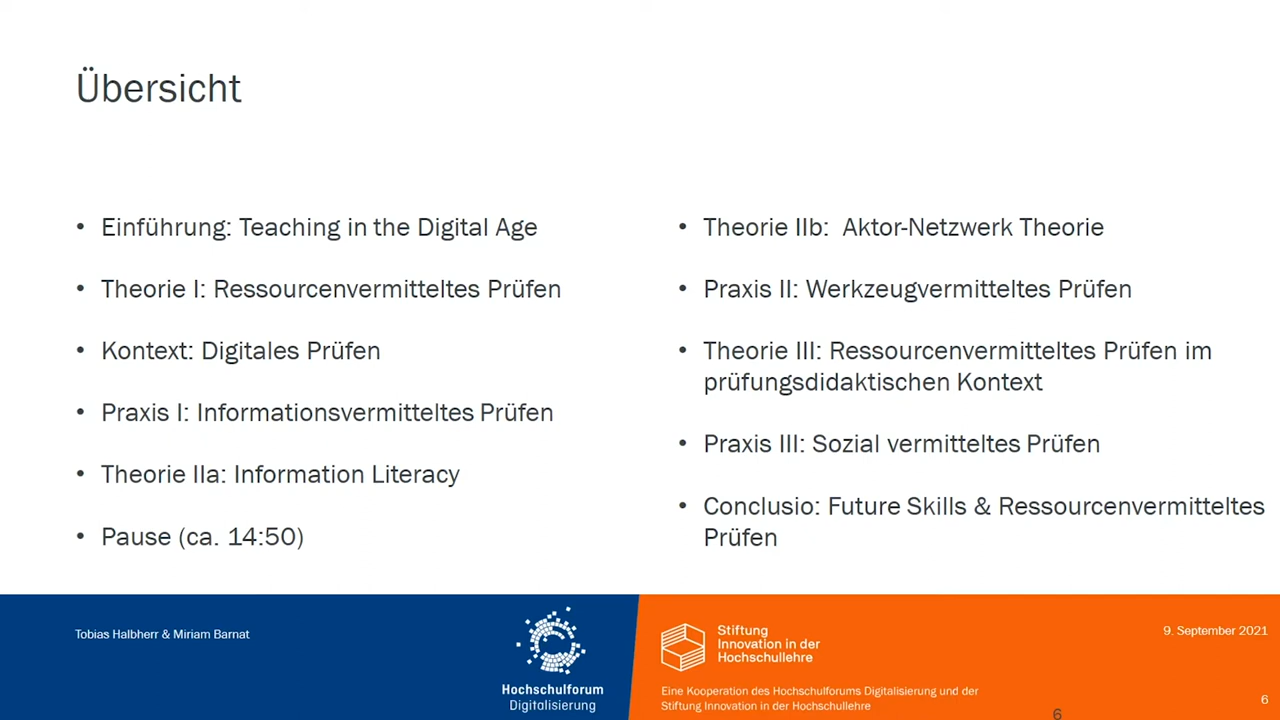 Übersicht
• Einführung: Teaching in the Digital Age
• Theorie I: Ressourcenvermitteltes Prüfen
• Kontext: Digitales Prüfen
• Praxis I: Informationsvermitteltes Prüfen
• Theorie IIa: Information Literacy
• Pause (ca. 14:50)
• Theorie IIb:  Aktor-Netzwerk Theorie
• Praxis II: Werkzeugvermitteltes Prüfen
• Theorie III: Ressourcenvermitteltes Prüfen im
prüfungsdidaktischen Kontext
• Praxis III: Sozial vermitteltes Prüfen
• Conclusio: Future Skills & Ressourcenvermitteltes
Prüfen
Tobias Halbherr & Miriam Barnat
Hochschulforum
Digitalisierung
Stiftung
Innovation in der
Hochschullehre
Eine Kooperation des Hochschulforums Digitalisierung und der
Stiftung Innovation in der Hochschullehre
9. September 2021
6
6